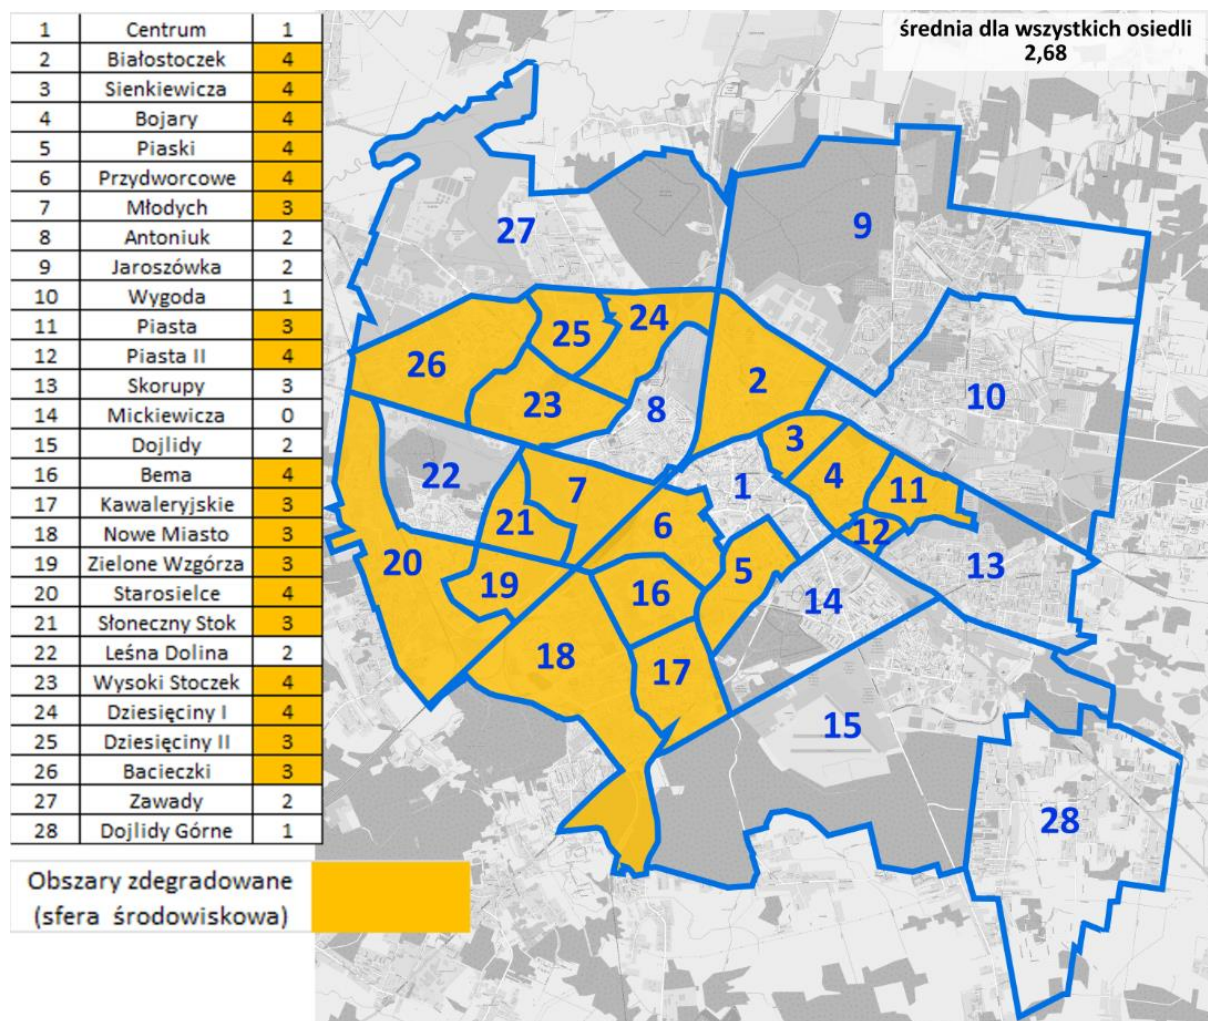 średnia dla wszystkich osiedli
2,68
1 Centrum 1
2 Białostoczek 4
3 Sienkiewicza 4
4 Bojary 4
5 Piaski 4
6 Przydworcowe 4
7 Młodych 3
8 Antoniuk 2
9 Jaroszówka 2
10 Wygoda 1
11 Piasta 3
12 Piasta II 4
13 Skorupy 3
14 Mickiewicza 0
15 Dojlidy 2
16 Bema 4
17 Kawaleryjskie 3
18 Nowe Miasto 3
19 Zielone Wzgórza 3
20 Starosielce 4
21 Słoneczny Stok 3
22 Leśna Dolina 2
23 Wysoki Stoczek 4
24 Dziesięciny I 4
25 Dziesięciny II 3
26 Bacieczki 3
27 Zawady 2
28 Dojlidy Górne 1
Obszary zdegradowane
(sfera środowiskowa)
27
9
24
25
26
2
10
23
8
3
22
7
1
4
11
21
6
12
20
5
13
19
16
14
18
17
15
28